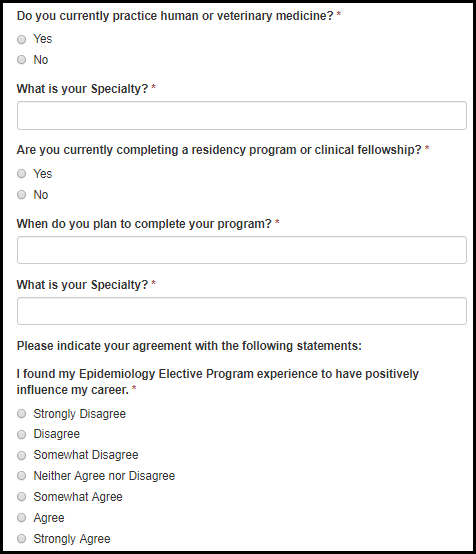 Do you currently practice human or veterinary medicine? *
Yes
No
What is your Specialty? *
Are you currently completing a residency program or clinical fellowship? *
Yes
No
When do you plan to complete your program? *
What is your Specialty? *
Please indicate your agreement with the following statements:
I found my Epidemiology Elective Program experience to have positively
influence my career. *
Strongly Disagree
Disagree
Somewhat Disagree
Neither Agree nor Disagree
Somewhat Agree
Agree
Strongly Agree